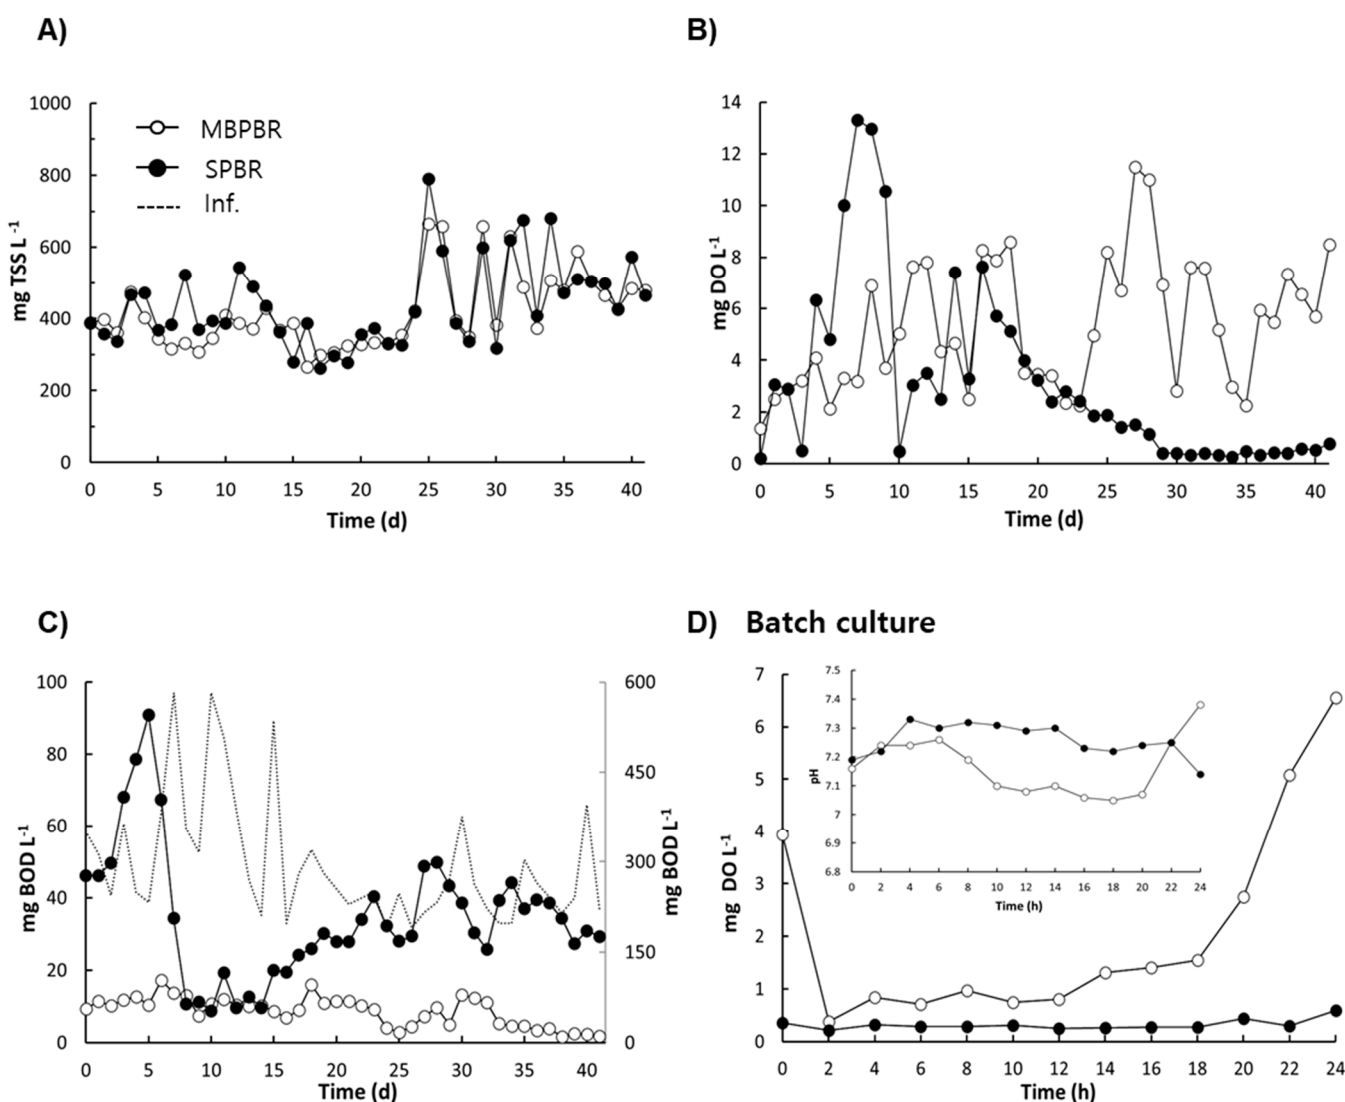 A)
1000
800
600
400
200
0
mg TSS L -1
MBPBR
SPBR
Inf.
0 5 10 15 20 25 30 35 40
Time (d)
B)
14
12
10
8
6
4
2
0
mg DO L-1
0 5 10 15 20 25 30 35 40
Time (d)
C)
100
80
60
40
20
0
mg BOD L-1
600
450
300
150
0
mg BOD L-1
0 5 10 15 20 25 30 35 40
Time (d)
D) Batch culture
7
6
5
4
3
2
1
0
mg DO L-1
7.5
7.4
7.3
7.2
7.1
7
6.9
6.8
pH
0 2 4 6 8 10 12 14 16 18 20 22 24
Time (h)
0 2 4 6 8 10 12 14 16 18 20 22 24
Time (h)